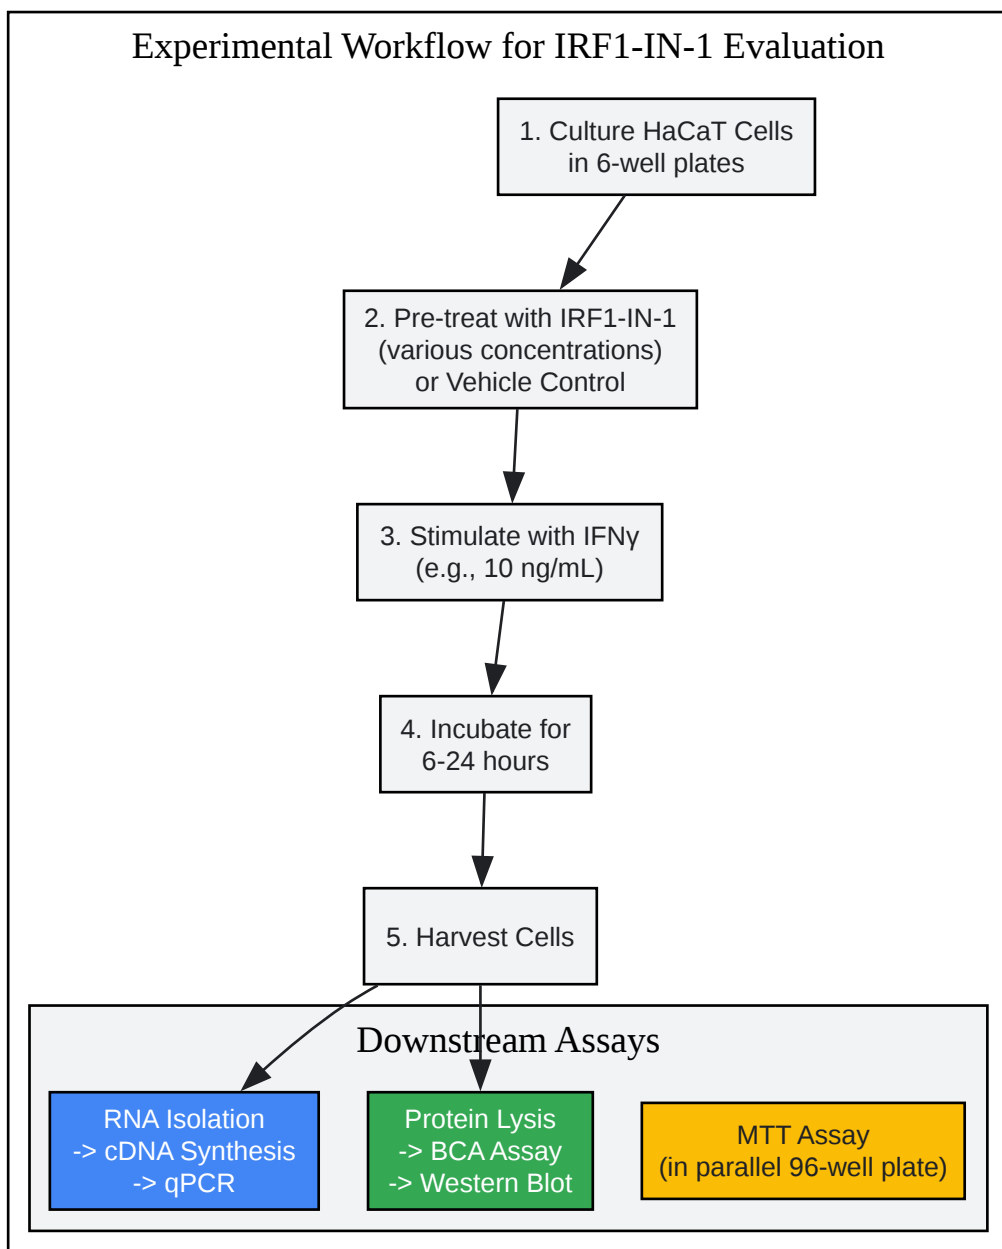 Experimental Workflow for IRF1-IN-1 Evaluation
1. Culture HaCaT Cells
in 6-well plates
2. Pre-treat with IRF1-IN-1
(various concentrations)
or Vehicle Control
3. Stimulate with IFNγ
(e.g., 10 ng/mL)
4. Incubate for
6-24 hours
5. Harvest Cells
Downstream Assays
RNA Isolation
-> cDNA Synthesis
-> qPCR
Protein Lysis
-> BCA Assay
-> Western Blot
MTT Assay
(in parallel 96-well plate)